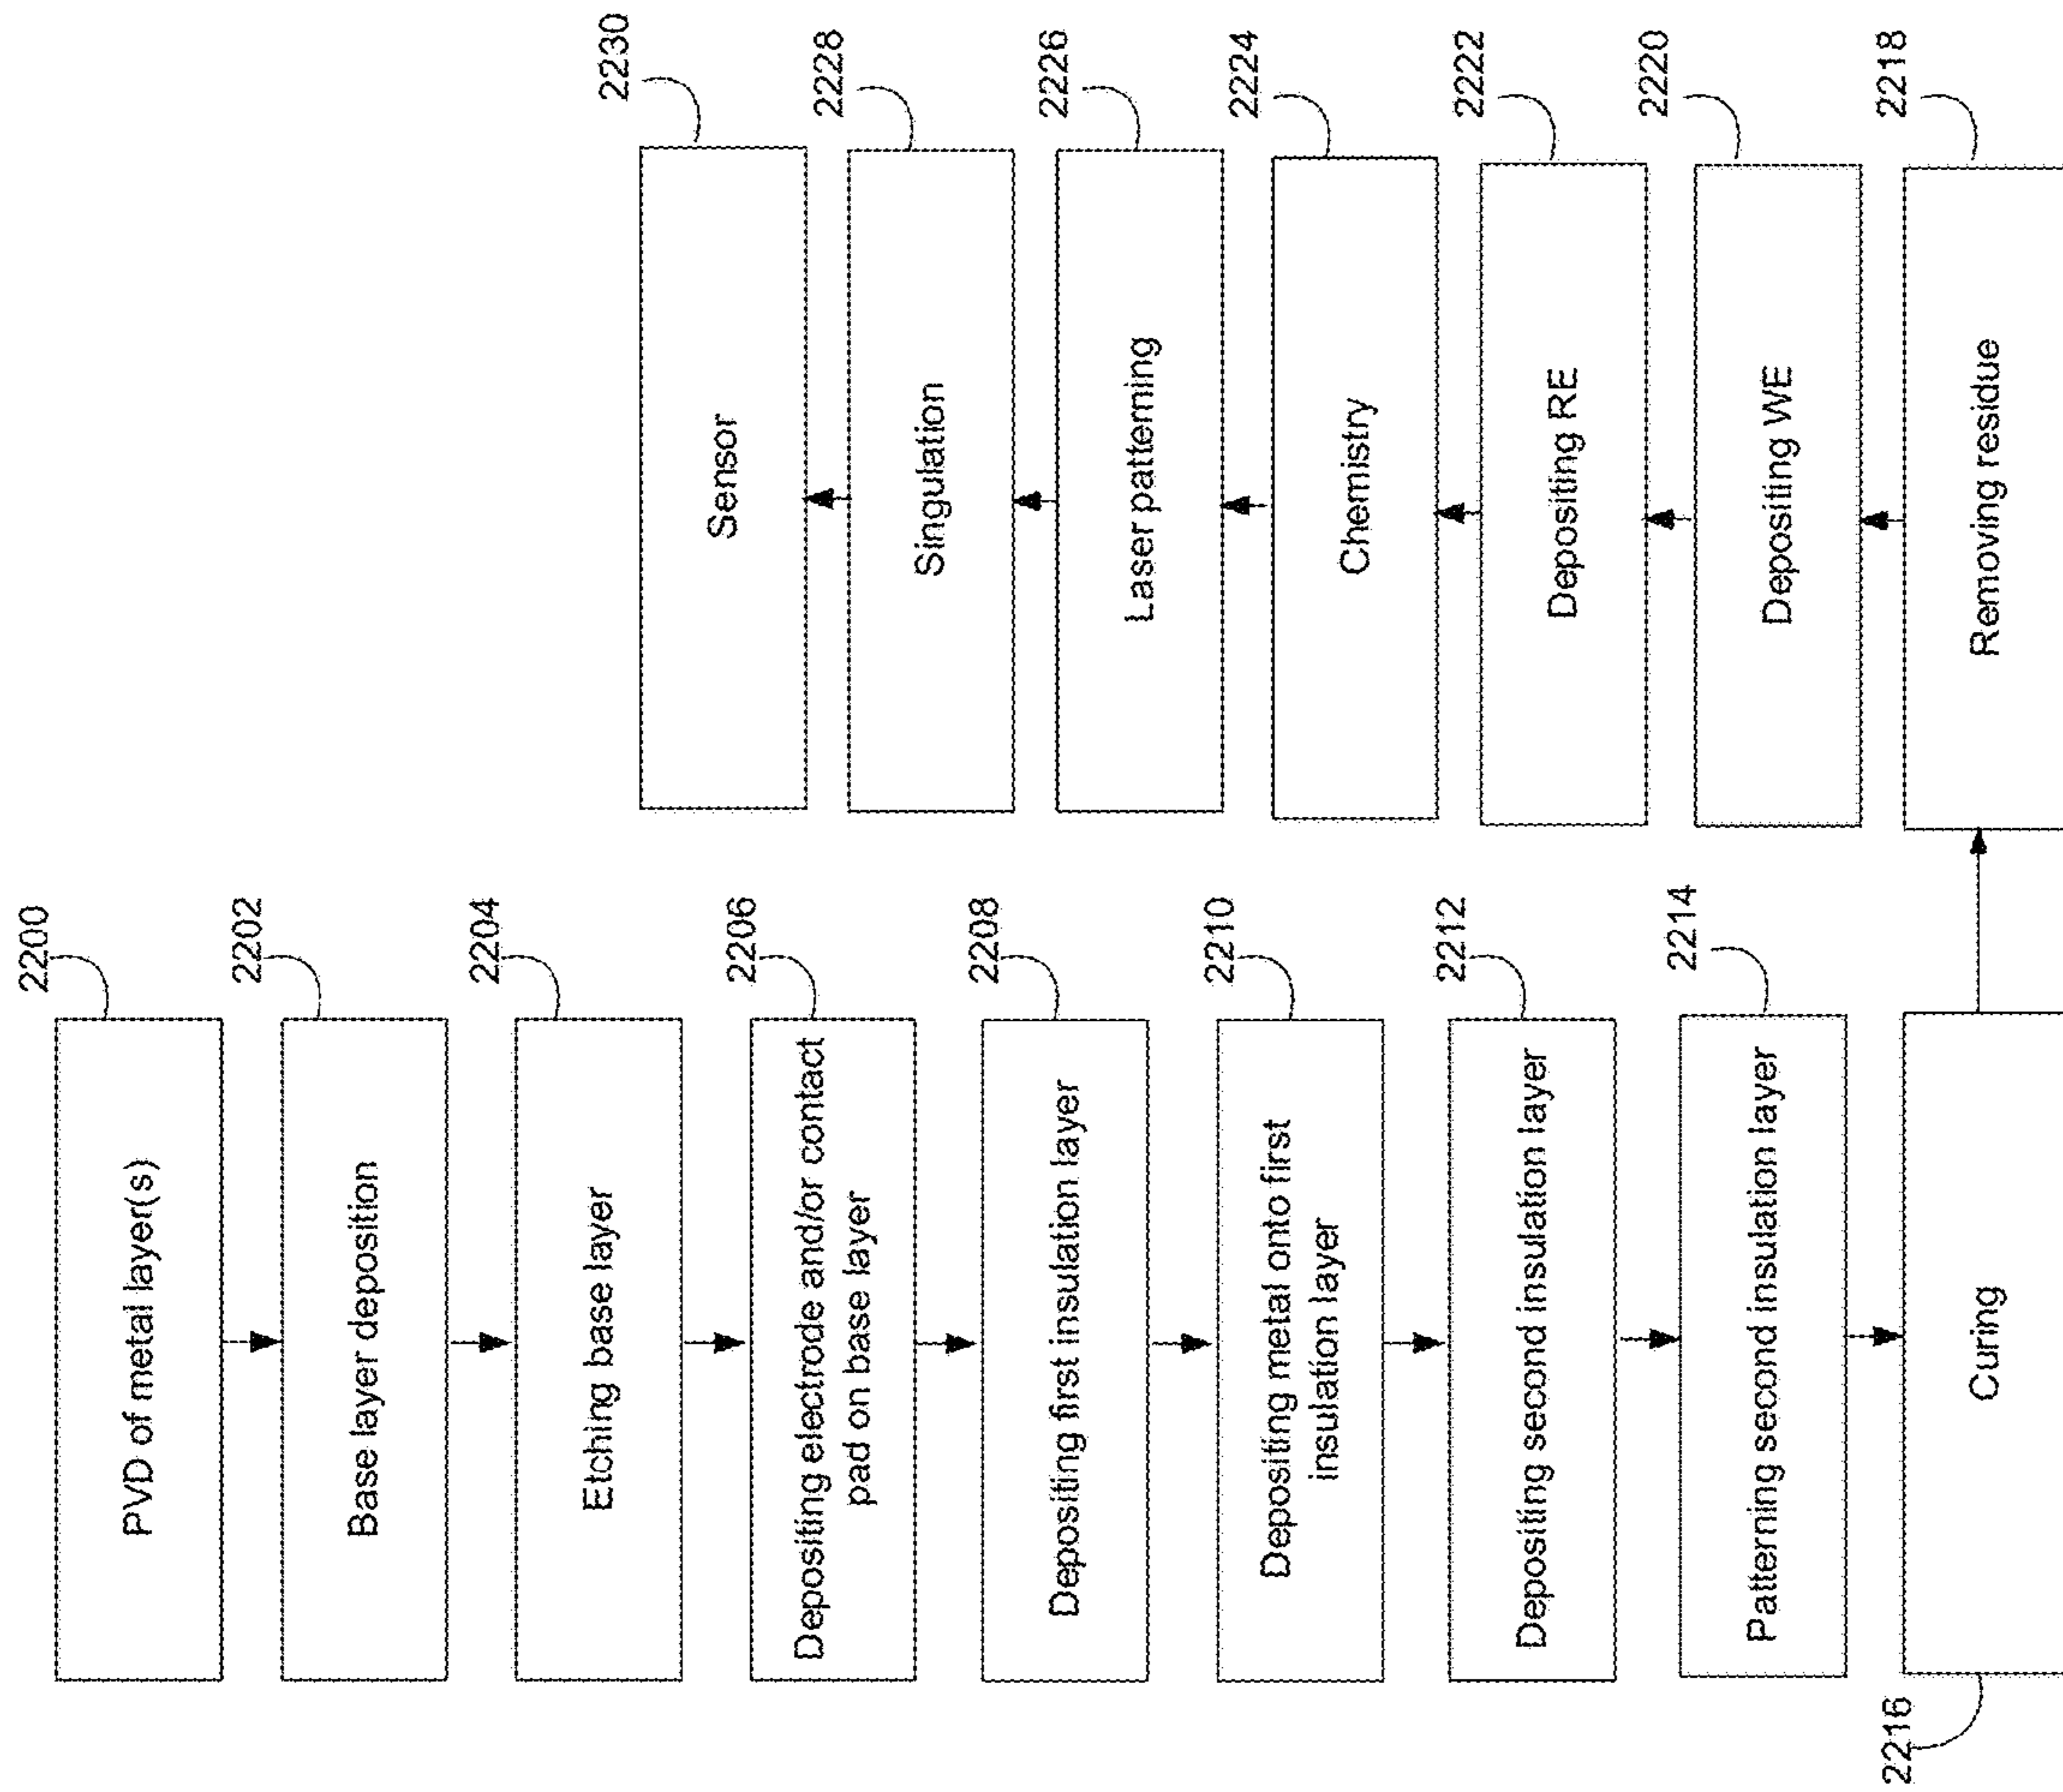 2200
PVD of metal layer(s)
2202
Base layer deposition
2204
Etching base layer
2206
Depositing electrode and/or contact
pad on base layer
2208
Depositing first insulation layer
2210
Depositing metal onto first
insulation layer
2212
Depositing second insulation layer
2214
Patterning second insulation layer
2216
Curing
2218
Removing residue
2220
Depositing WE
2222
Depositing RE
2224
Chemistry
2226
Laser patterning
2228
Singulation
2230
Sensor